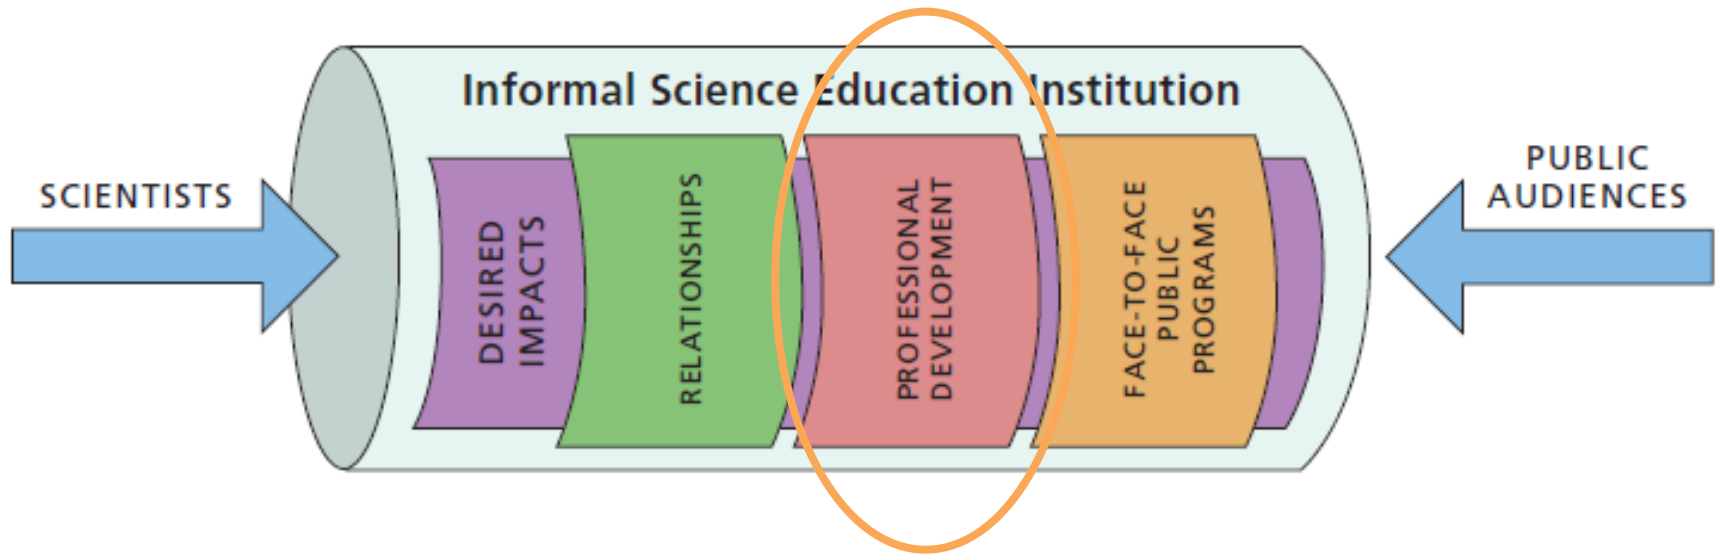 Informal Science Education Institution
SCIENTISTS
DESIRED
IMPACTS
RELATIONSHIPS
PROFESSIONAL
DEVELOPMENT
FACE-TO-FACE
PUBLIC
PROGRAMS
PUBLIC
AUDIENCES